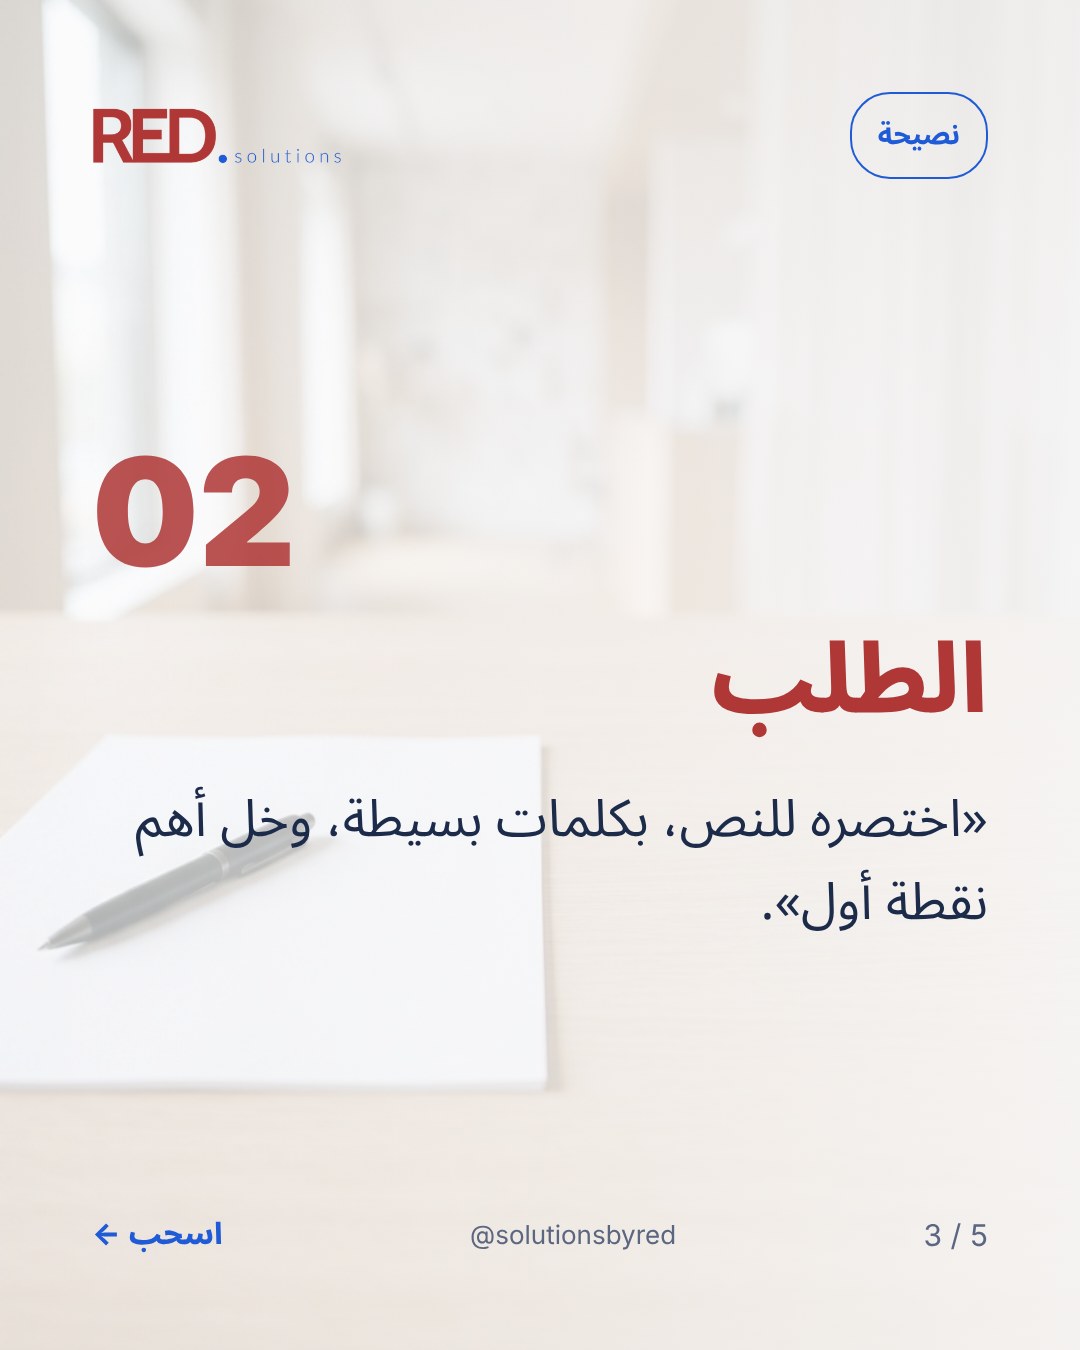 RED.solutions
نصيحة
02
الطلب
«اختصره للنص، بكلمات بسيطة، وخل أهم
نقطة أول».
3 / 5
@solutionsbyred
اسحب ←